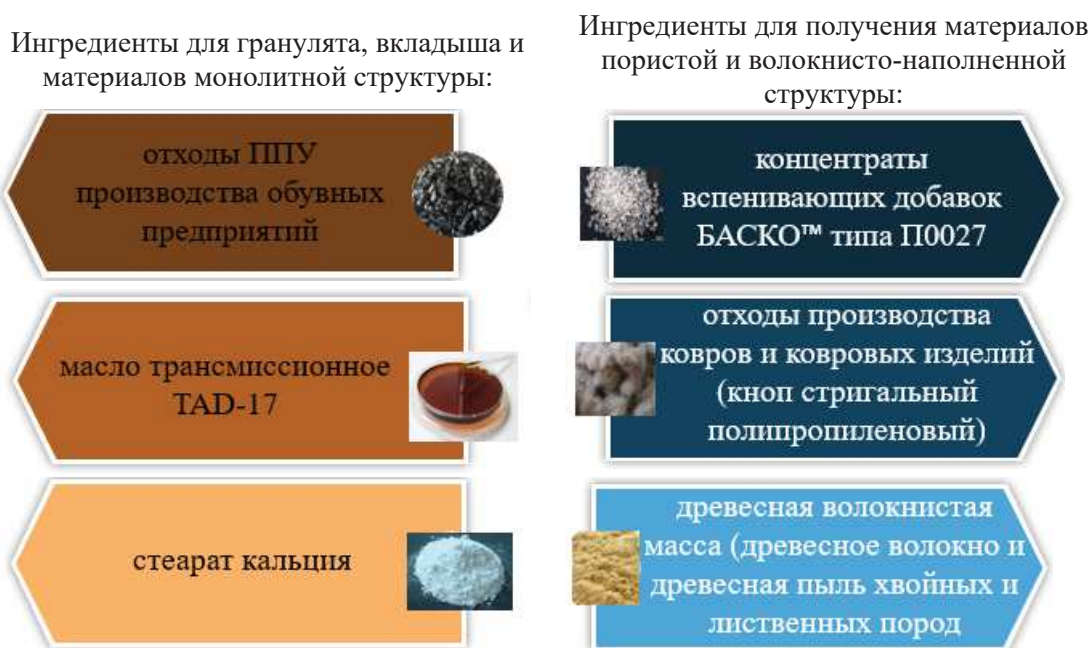 Ингредиенты для гранулята, вкладыша и
материалов монолитной структуры:
отходы ППУ
производства обувных
предприятий
масло трансмиссионное
TAD-17
стеарат кальция
Ингредиенты для получения материалов
пористой и волокнисто-наполненной
структуры:
концентраты
вспенивающих добавок
БАСКО™ типа П0027
отходы производства
ковров и ковровых изделий
(кноп стригальный
полипропиленовый)
древесная волокнистая
масса (древесное волокно и
древесная пыль хвойных и
лиственных пород